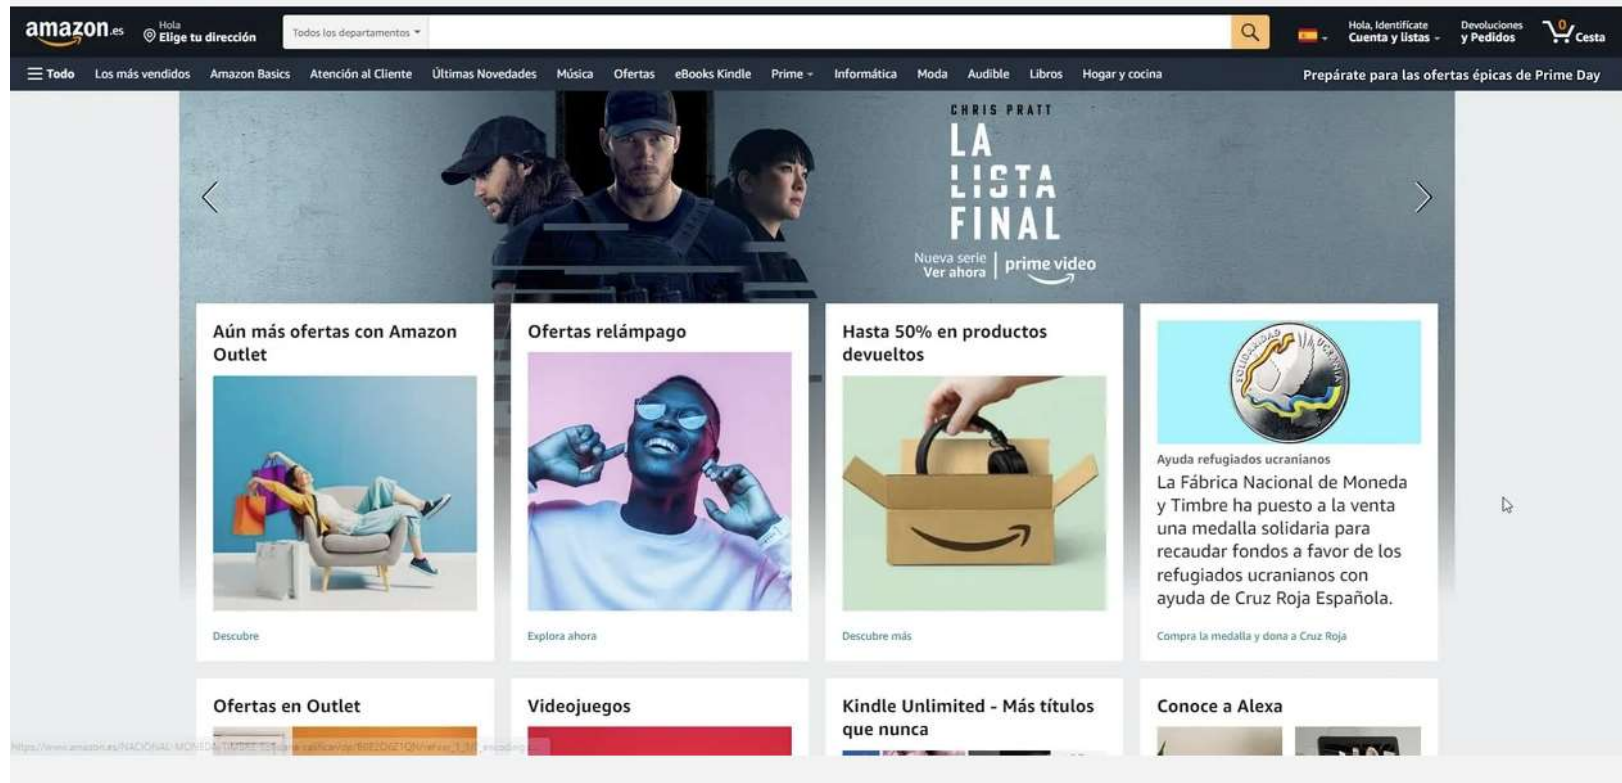 amazon.es
Hola
Elige tu dirección
Todos los departamentos
Hola, Identifícate
Cuenta y listas
Devoluciones
y Pedidos
0
Cesta
Todo
Los más vendidos
Amazon Basics
Atención al Cliente
Últimas Novedades
Música
Ofertas
eBooks Kindle
Prime
Informática
Moda
Audible
Libros
Hogar y cocina
Prepárate para las ofertas épicas de Prime Day
CHRIS PRATT
LA
LISTA
FINAL
Nueva serie
Ver ahora
prime video
Aún más ofertas con Amazon
Outlet
Descubre
Ofertas relámpago
Explora ahora
Hasta 50% en productos
devueltos
Descubre más
SOLIDARIDAD
UCRANIA
Ayuda refugiados ucranianos
La Fábrica Nacional de Moneda
y Timbre ha puesto a la venta
una medalla solidaria para
recaudar fondos a favor de los
refugiados ucranianos con
ayuda de Cruz Roja Española.
Compra la medalla y dona a Cruz Roja
Ofertas en Outlet
Videojuegos
Kindle Unlimited - Más títulos
que nunca
Conoce a Alexa